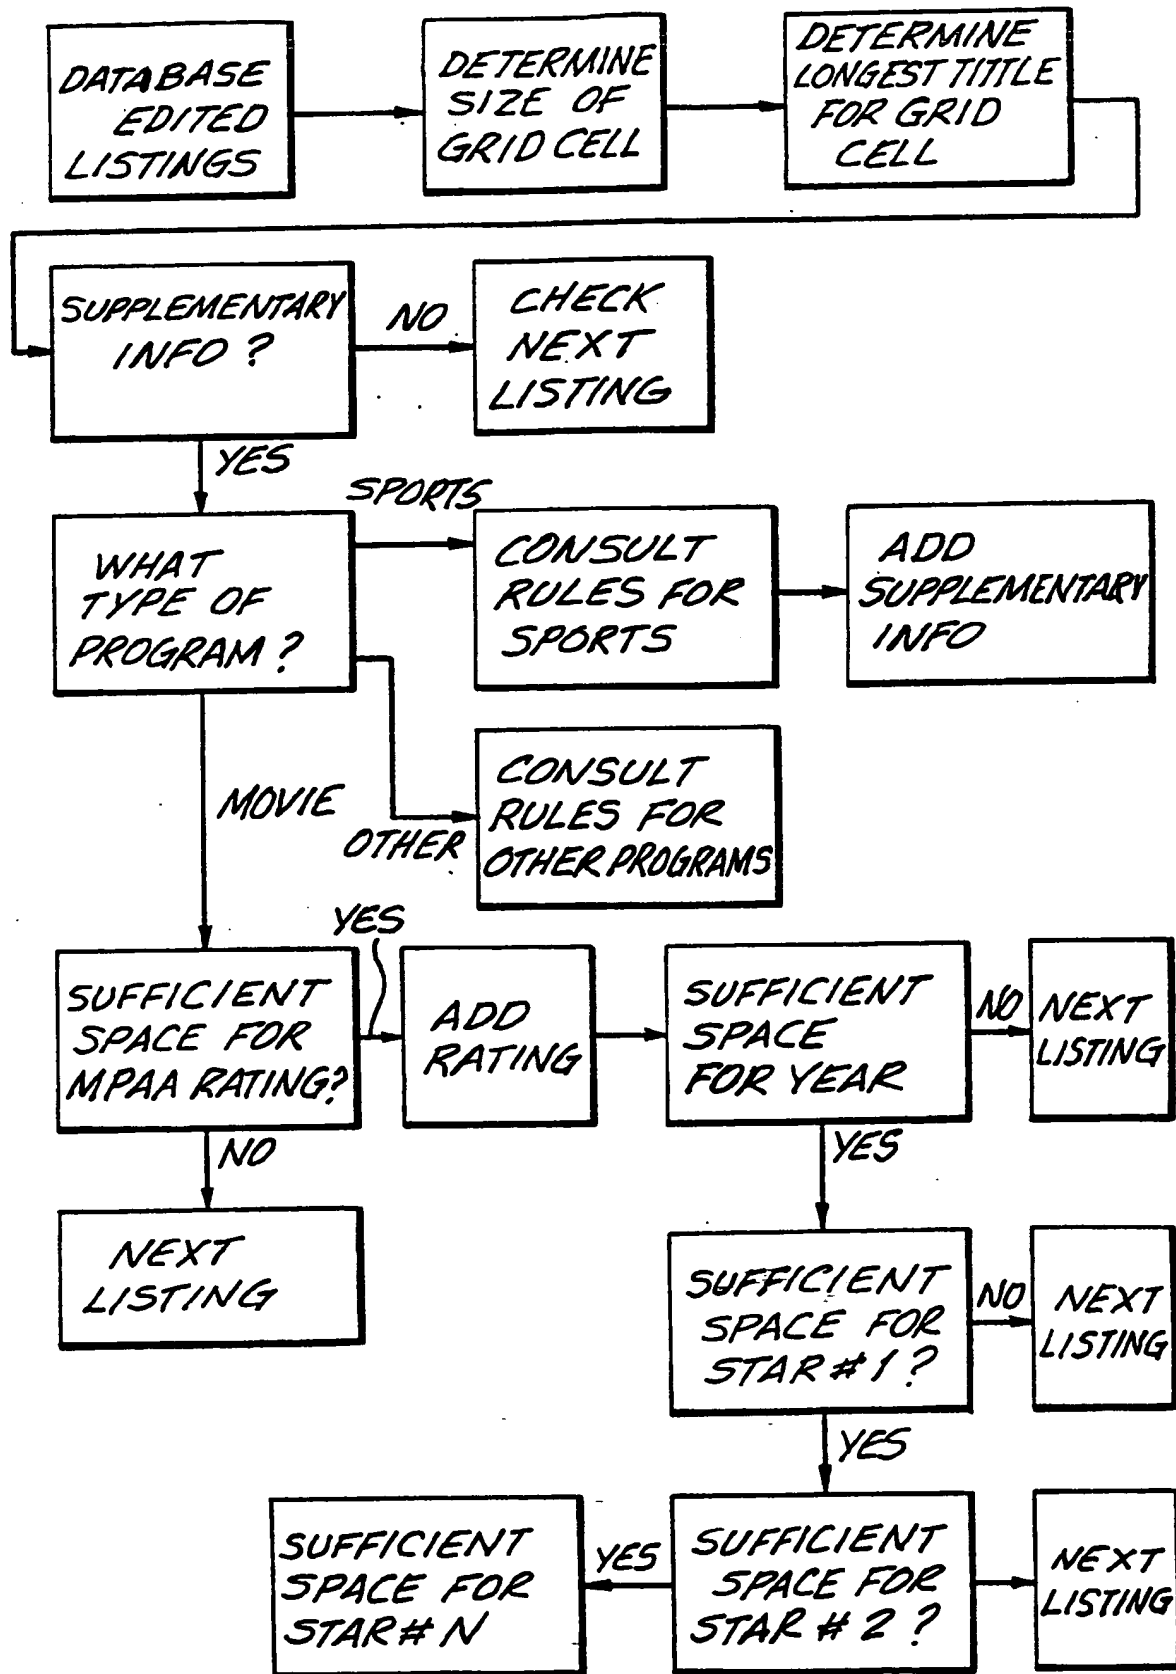 DATABASE
EDITED
LISTINGS
DETERMINE
SIZE OF
GRID CELL
DETERMINE
LONGEST TITTLE
FOR GRID
CELL
SUPPLEMENTARY
INFO?
NO
CHECK
NEXT
LISTING
YES
WHAT
TYPE OF
PROGRAM?
SPORTS
CONSULT
RULES FOR
SPORTS
ADD
SUPPLEMENTARY
INFO
MOVIE
OTHER
CONSULT
RULES FOR
OTHER PROGRAMS
SUFFICIENT
SPACE FOR
MPAA RATING?
YES
ADD
RATING
SUFFICIENT
SPACE
FOR YEAR
NO
NEXT
LISTING
NO
NEXT
LISTING
YES
SUFFICIENT
SPACE FOR
STAR #1?
NO
NEXT
LISTING
YES
SUFFICIENT
SPACE FOR
STAR # N
YES
SUFFICIENT
SPACE FOR
STAR #2?
NEXT
LISTING